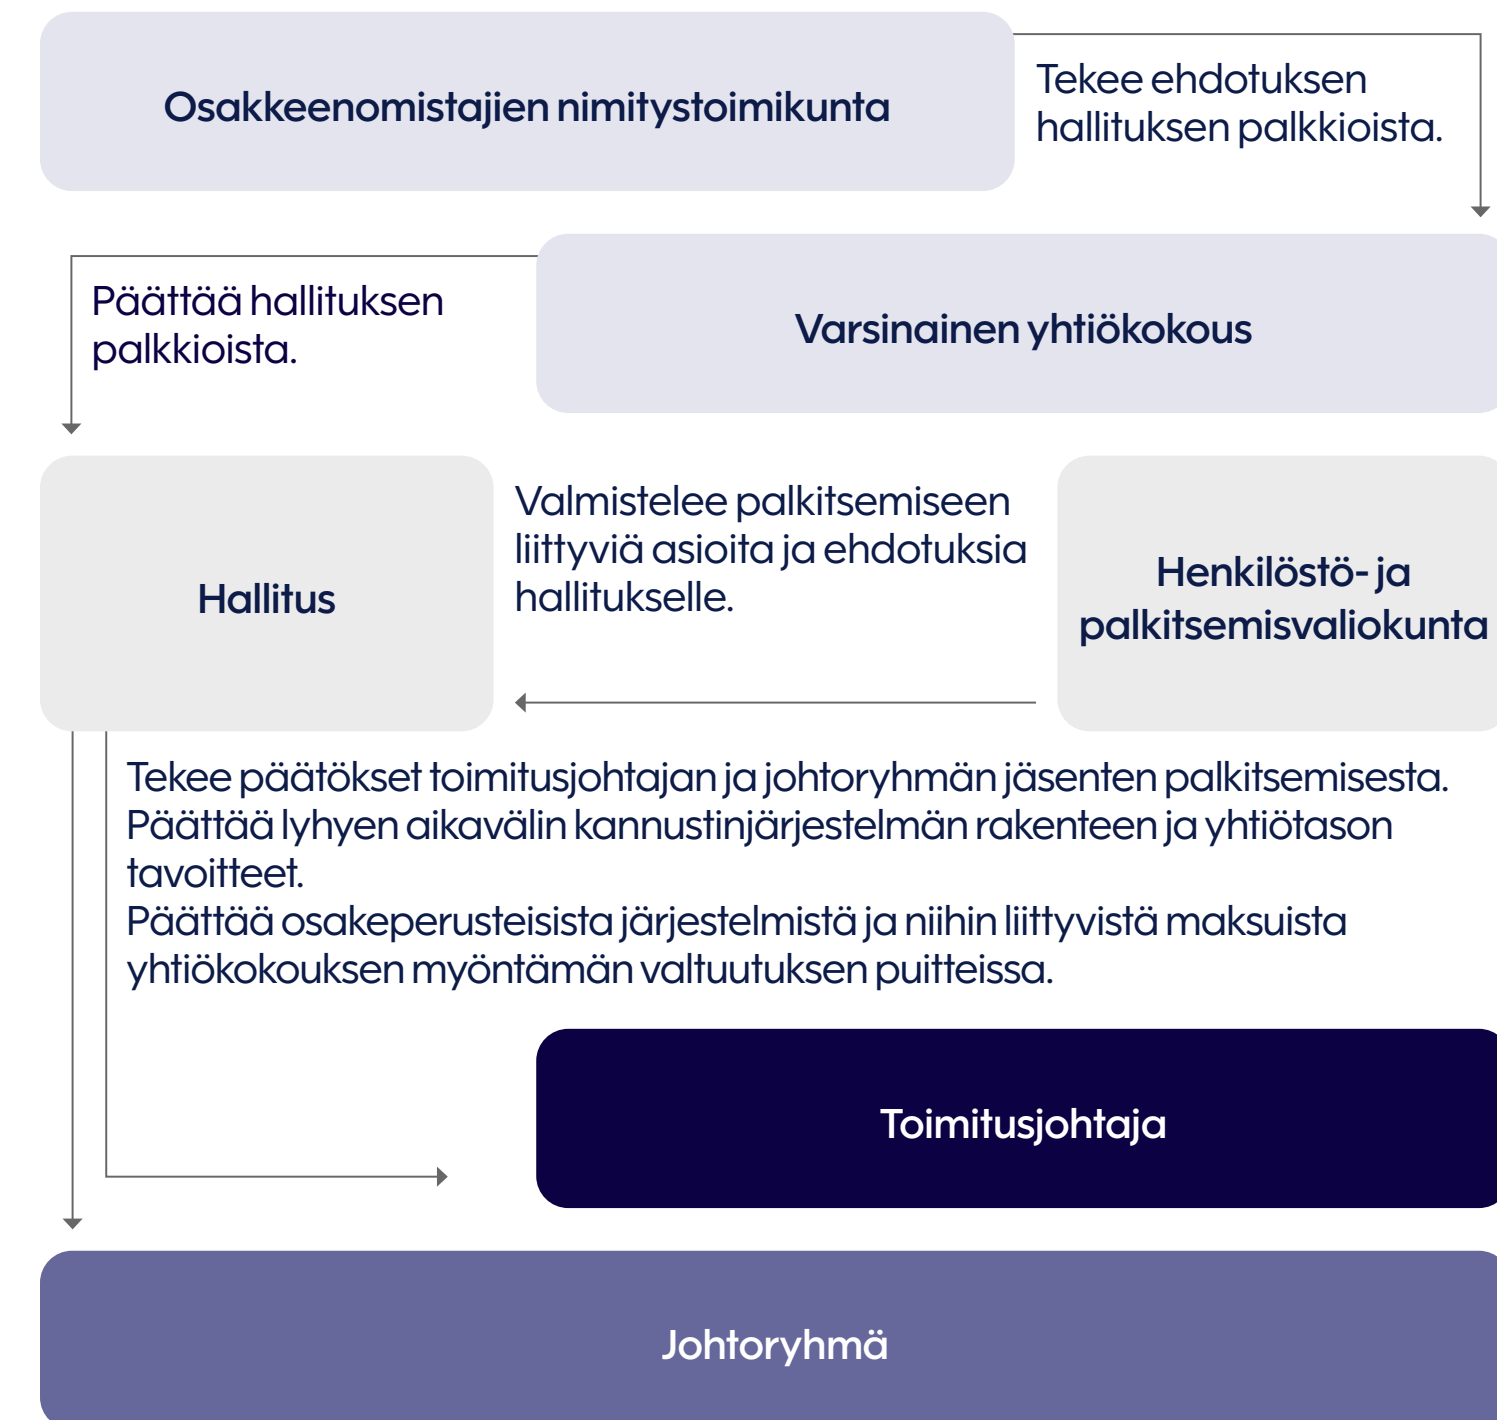 Osakkeenomistajien nimitystoimikunta
Tekee ehdotuksen
hallituksen palkkioista.
Päättää hallituksen
palkkioista.
Varsinainen yhtiökokous
Hallitus
Valmistelee palkitsemiseen
liittyviä asioita ja ehdotuksia
hallitukselle.
Henkilöstö- ja
palkitsemisvaliokunta
Tekee päätökset toimitusjohtajan ja johtoryhmän jäsenten palkitsemisesta.
Päättää lyhyen aikavälin kannustinjärjestelmän rakenteen ja yhtiötason
tavoitteet.
Päättää osakeperusteisista järjestelmistä ja niihin liittyvistä maksuista
yhtiökokouksen myöntämän valtuutuksen puitteissa.
Toimitusjohtaja
Johtoryhmä